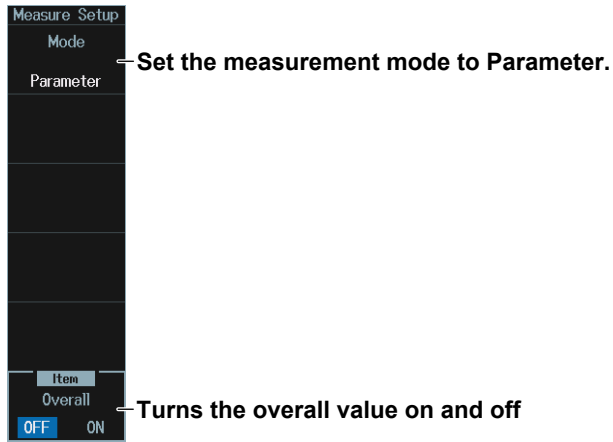 Measure Setup
Mode
Set the measurement mode to Parameter.
Parameter
Item
Overall
Turns the overall value on and off
OFF ON